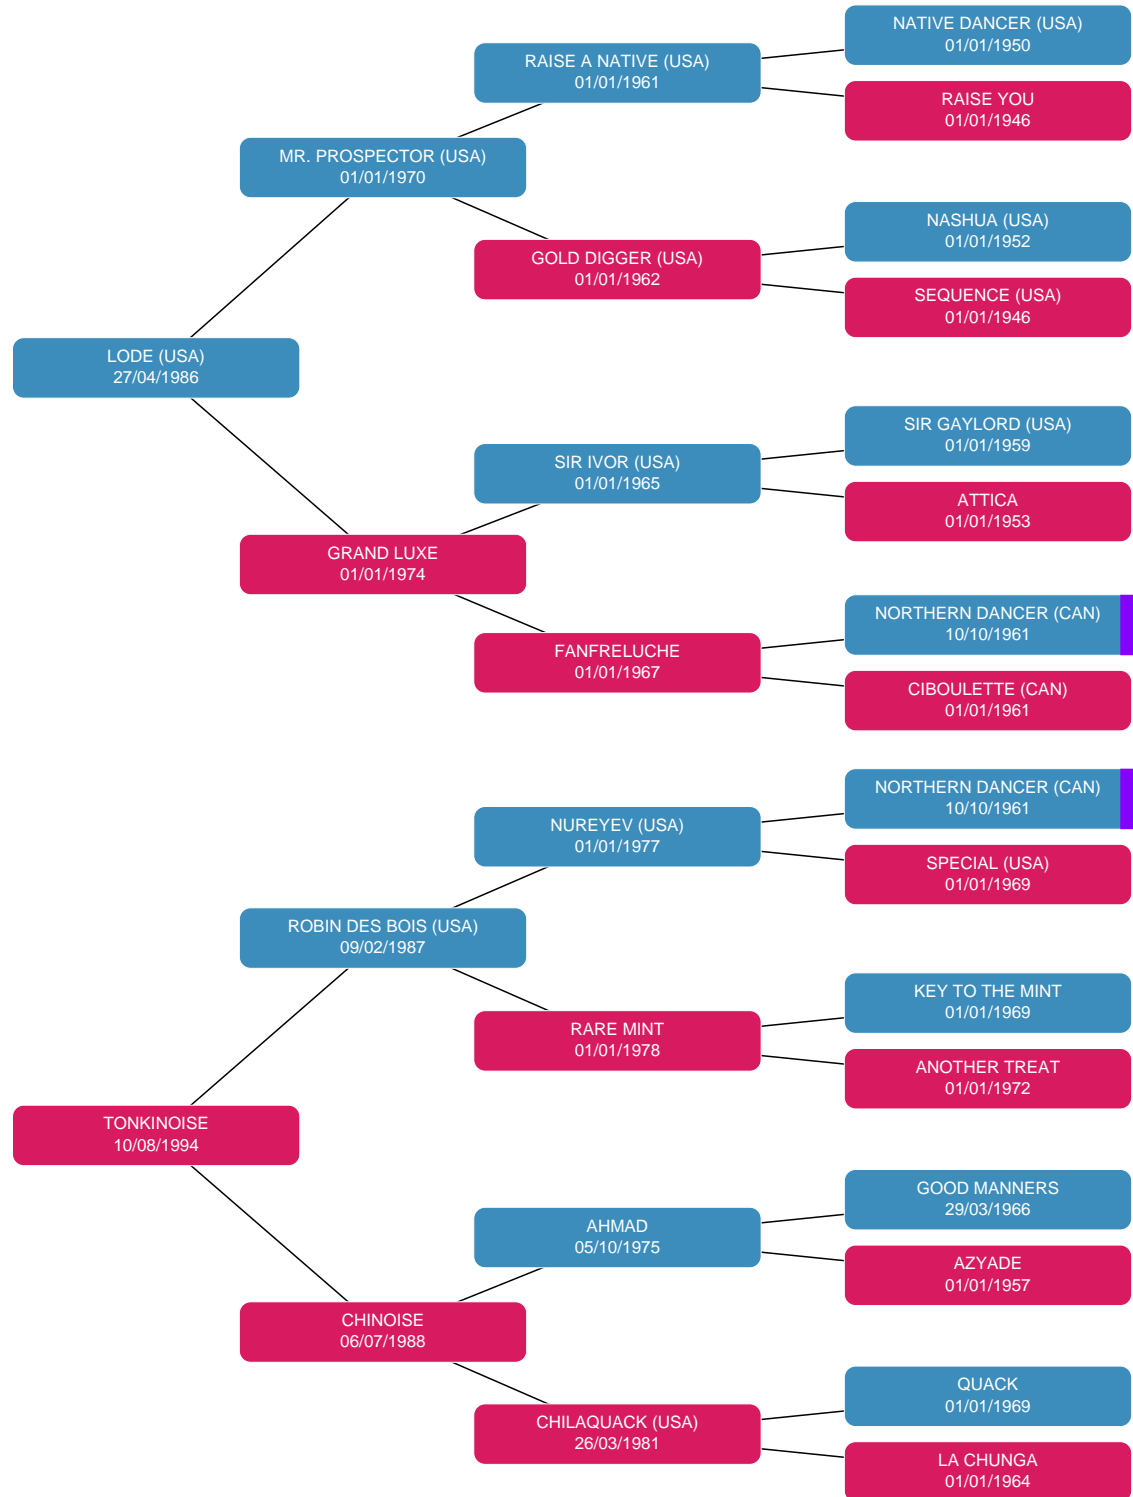 NATIVE DANCER (USA)
01/01/1950
RAISE A NATIVE (USA)
01/01/1961
RAISE YOU
01/01/1946
MR. PROSPECTOR (USA)
01/01/1970
NASHUA (USA)
01/01/1952
GOLD DIGGER (USA)
01/01/1962
SEQUENCE (USA)
01/01/1946
LODE (USA)
27/04/1986
SIR GAYLORD (USA)
01/01/1959
SIR IVOR (USA)
01/01/1965
ATTICA
01/01/1953
GRAND LUXE
01/01/1974
NORTHERN DANCER (CAN)
10/10/1961
FANFRELUCHE
01/01/1967
CIBOULETTE (CAN)
01/01/1961
NORTHERN DANCER (CAN)
10/10/1961
NUREYEV (USA)
01/01/1977
SPECIAL (USA)
01/01/1969
ROBIN DES BOIS (USA)
09/02/1987
KEY TO THE MINT
01/01/1969
RARE MINT
01/01/1978
ANOTHER TREAT
01/01/1972
TONKINOISE
10/08/1994
GOOD MANNERS
29/03/1966
AHMAD
05/10/1975
AZYADE
01/01/1957
CHINOISE
06/07/1988
QUACK
01/01/1969
CHILAQUACK (USA)
26/03/1981
LA CHUNGA
01/01/1964